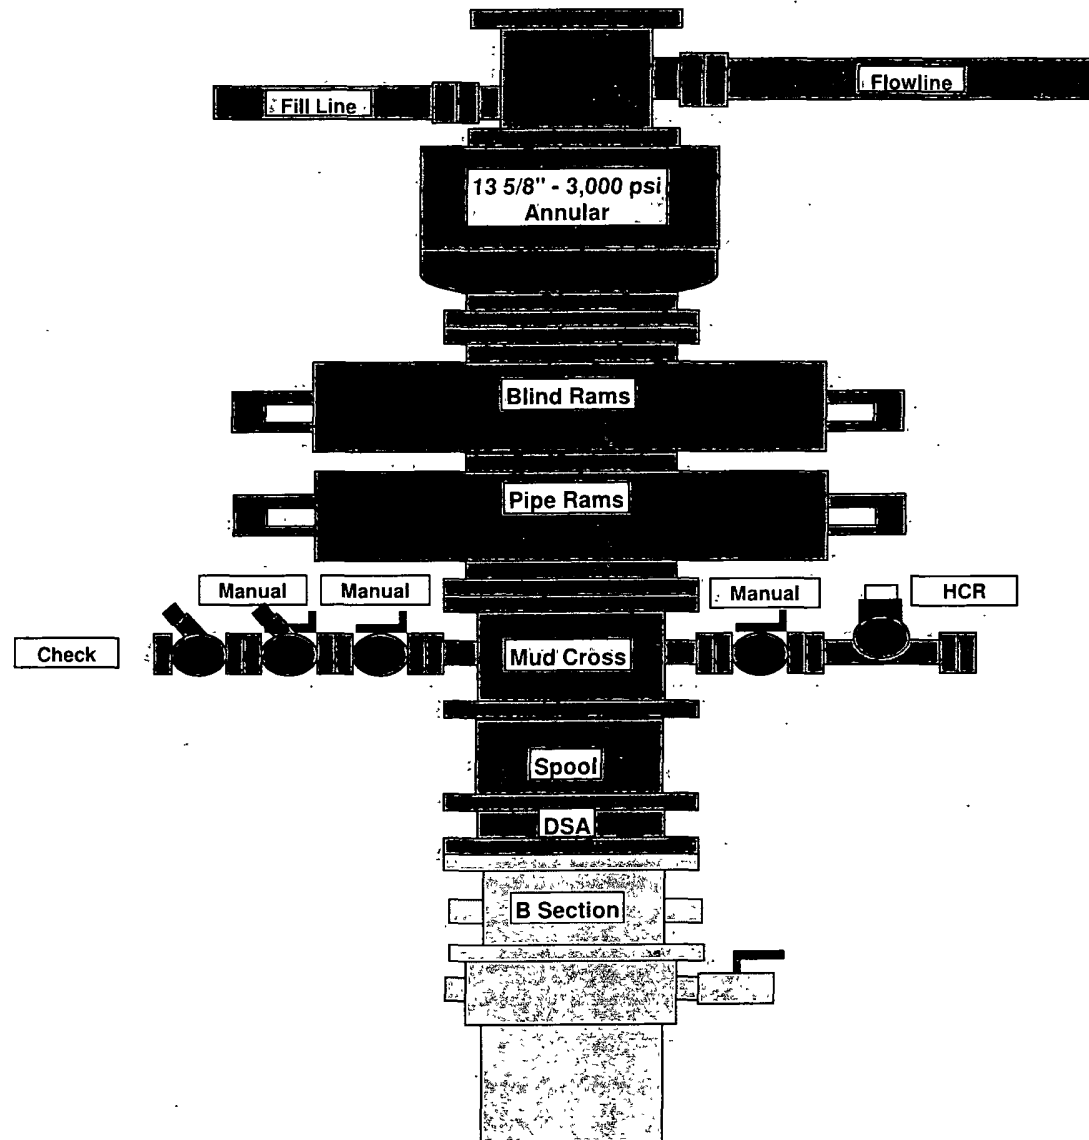 Flowline
Fill Line
13 5/8" - 3,000 psi
Annular
Blind Rams
Pipe Rams
Manual
Manual
Manual
HCR
Check
Mud Cross
Spool
DSA
B Section